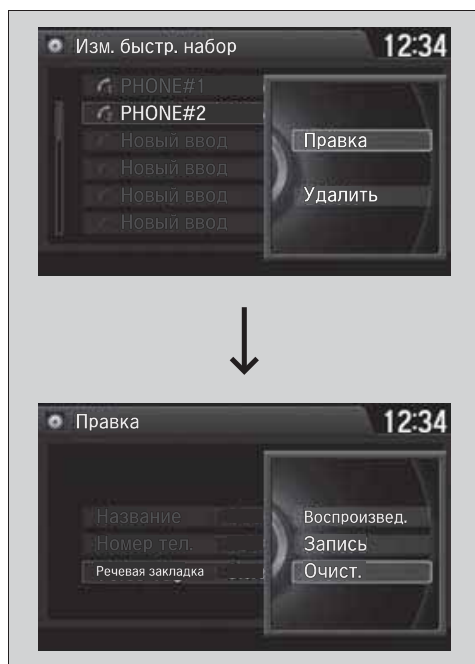 Изм. быстр. набор 12:34
PHONE#1
PHONE#2
Новый ввод
Новый ввод
Новый ввод
Новый ввод
Правка
Удалить
Правка 12:34
Название
Номер тел.
Речевая закладка
Воспроизвед.
Запись
Очист.